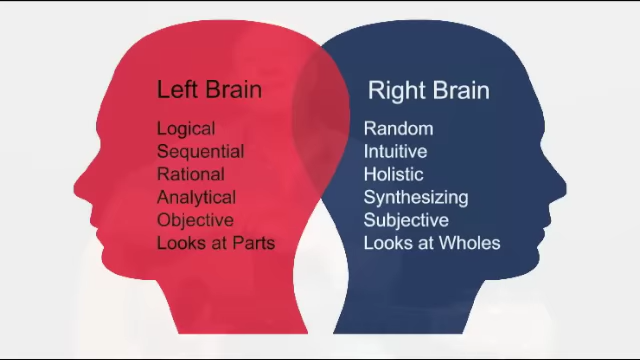 Left Brain
Logical
Sequential
Rational
Analytical
Objective
Looks at Parts
Right Brain
Random
Intuitive
Holistic
Synthesizing
Subjective
Looks at Wholes